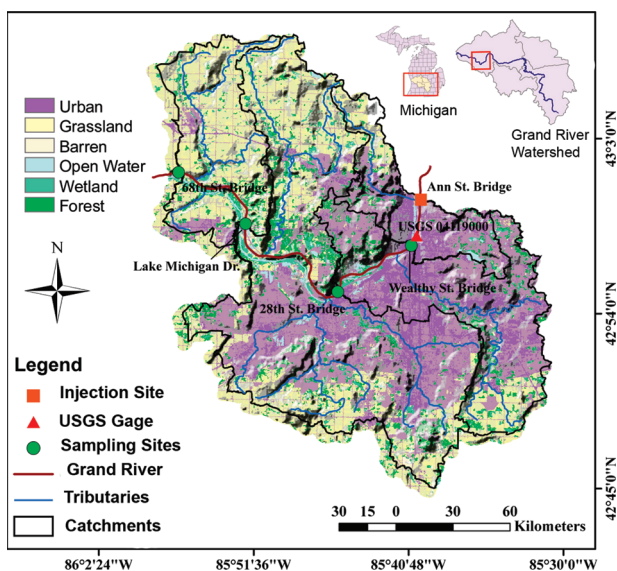 Michigan
Grand River
Watershed
Urban
Grassland
Barren
Open Water
Wetland
Forest
43°3'0"N
42°54'0"N
42°45'0"N
68th St. Bridge
Ann St. Bridge
USGS 04119000
Lake Michigan Dr.
Wealthy St. Bridge
28th St. Bridge
N
Legend
Injection Site
USGS Gage
Sampling Sites
Grand River
Tributaries
Catchments
30 15 0 30 60
Kilometers
86°2'24"W 85°51'36"W 85°40'48"W 85°30'0"W